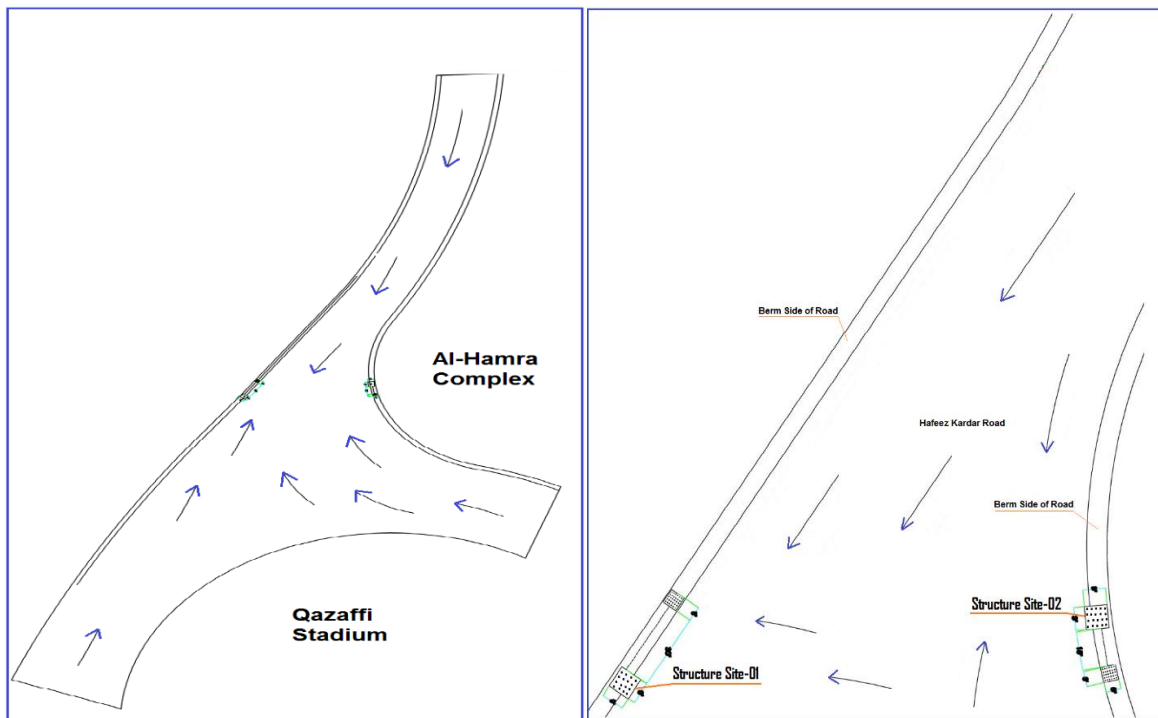 Al-Hamra
Complex
Qazaffi
Stadium
Berm Side of Road
Hafeez Kardar Road
Berm Side of Road
Structure Site-02
Structure Site-01